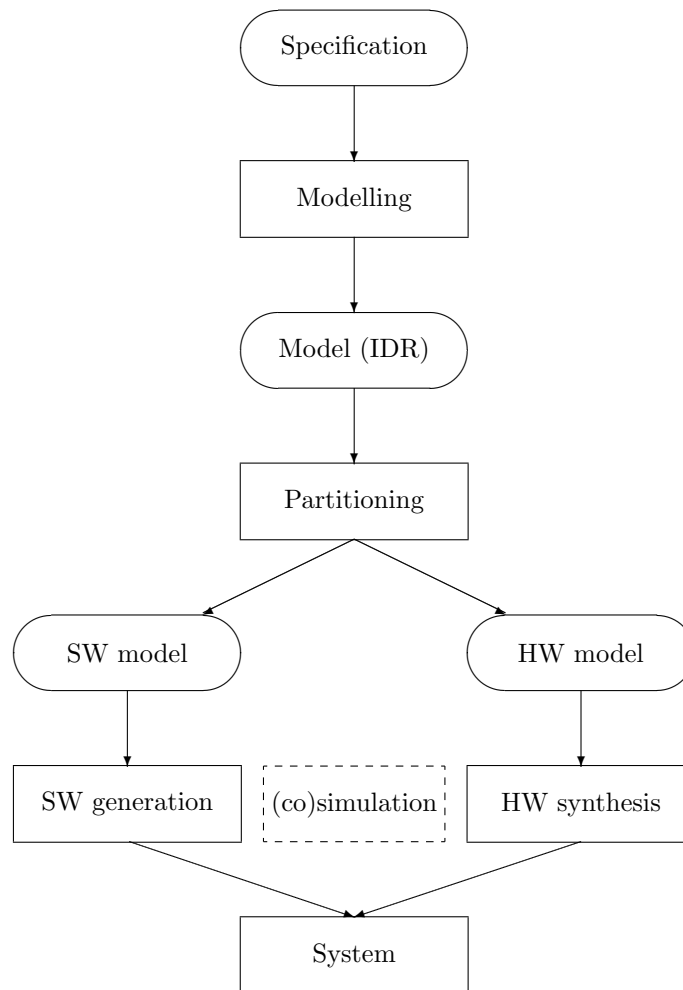 Specification
Modelling
Model (IDR)
Partitioning
SW model
HW model
SW generation
(co)simulation
HW synthesis
System